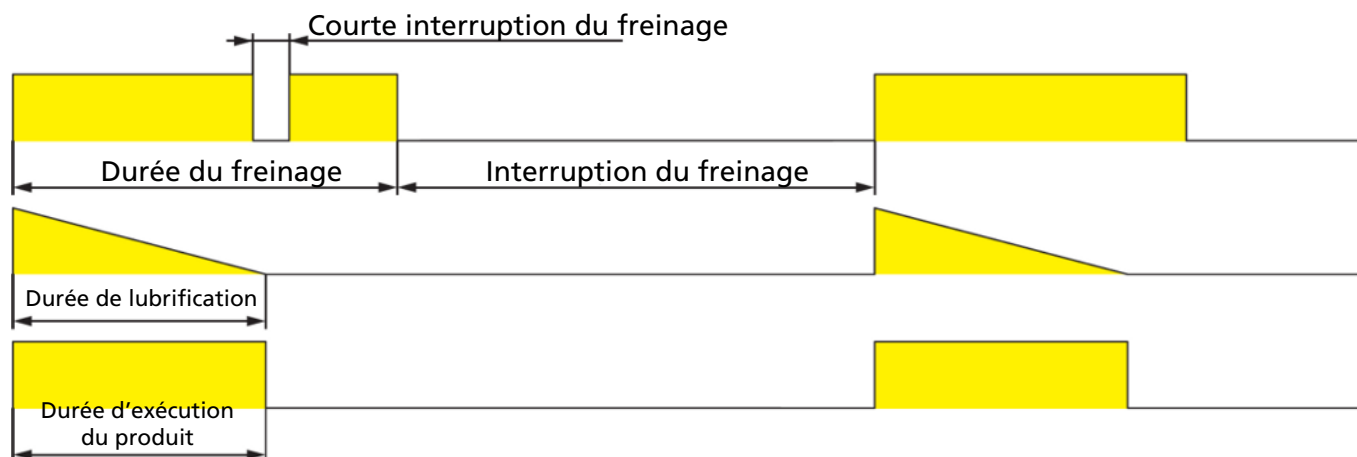 Courte interruption du freinage
Durée du freinage
Interruption du freinage
Durée de lubrification
Durée d’exécution
du produit